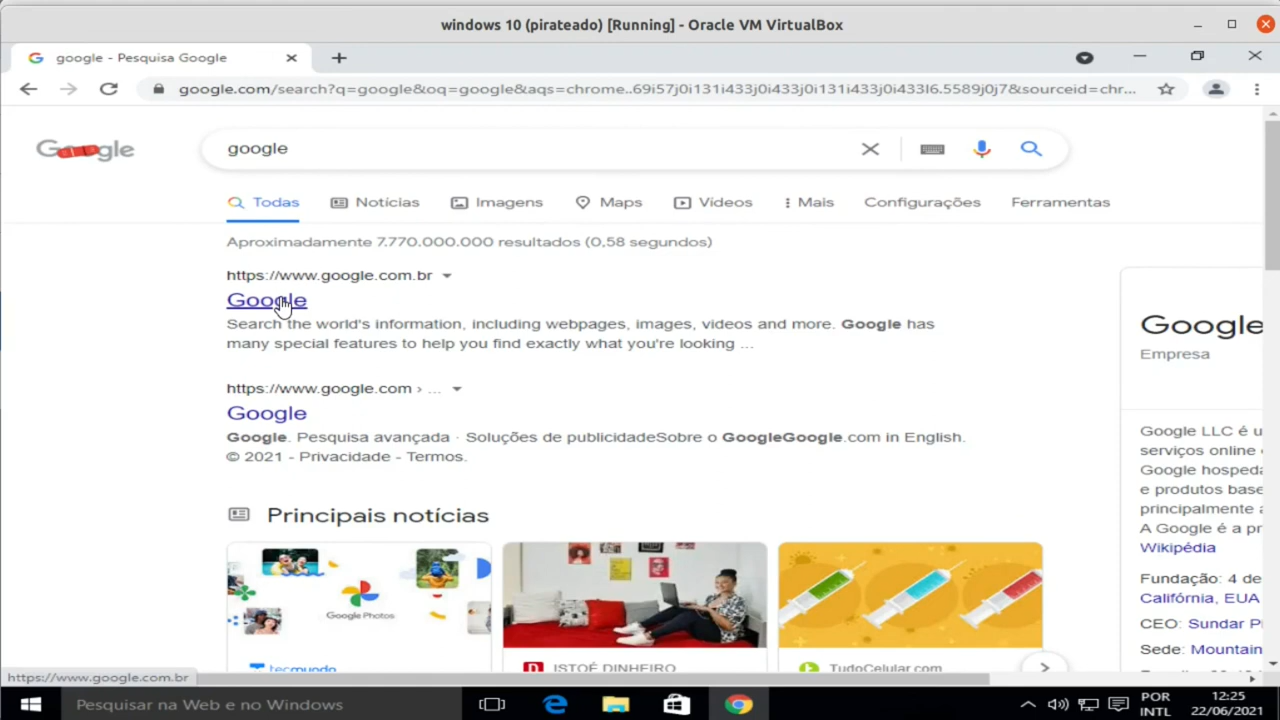 windows 10 (pirateado) [Running] - Oracle VM VirtualBox
google - Pesquisa Google
google.com/search?q=google&oq=google&aqs=chrome..69i57j0i131i433j0i433j0i131i433j0i433l6.5589j0j7&sourceid=chr...
Google
google
Todas
Notícias
Imagens
Maps
Vídeos
Mais
Configurações
Ferramentas
Aproximadamente 7.770.000.000 resultados (0,58 segundos)
https://www.google.com.br
Google
Search the world's information, including webpages, images, videos and more. Google has
many special features to help you find exactly what you're looking ...
https://www.google.com › ...
Google
Google. Pesquisa avançada · Soluções de publicidadeSobre o GoogleGoogle.com in English.
© 2021 - Privacidade - Termos.
Principais notícias
Google Photos
tecmundo
ISTOÉ DINHEIRO
TudoCelular.com
Google
Empresa
Google LLC é u
serviços online
Google hospeda
e produtos base
principalmente a
A Google é a pr
Wikipédia
Fundação: 4 de
Califórnia, EUA
CEO: Sundar Pi
Sede: Mountain
https://www.google.com.br
Pesquisar na Web e no Windows
POR
INTL
12:25
22/06/2021